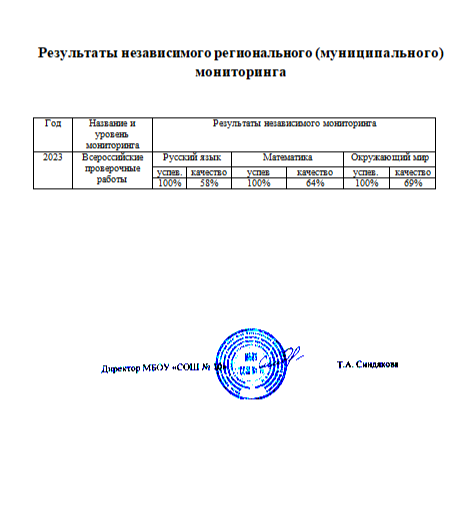 Результаты независимого регионального (муниципального)
мониторинга
Год Название и уровень мониторинга Результаты независимого мониторинга
2023 Всероссийские проверочные работы Русский язык Математика Окружающий мир
успев. качество успев качество успев. качество
100% 58% 100% 64% 100% 69%
Директор МБОУ «СОШ № Т.А. Синдякова